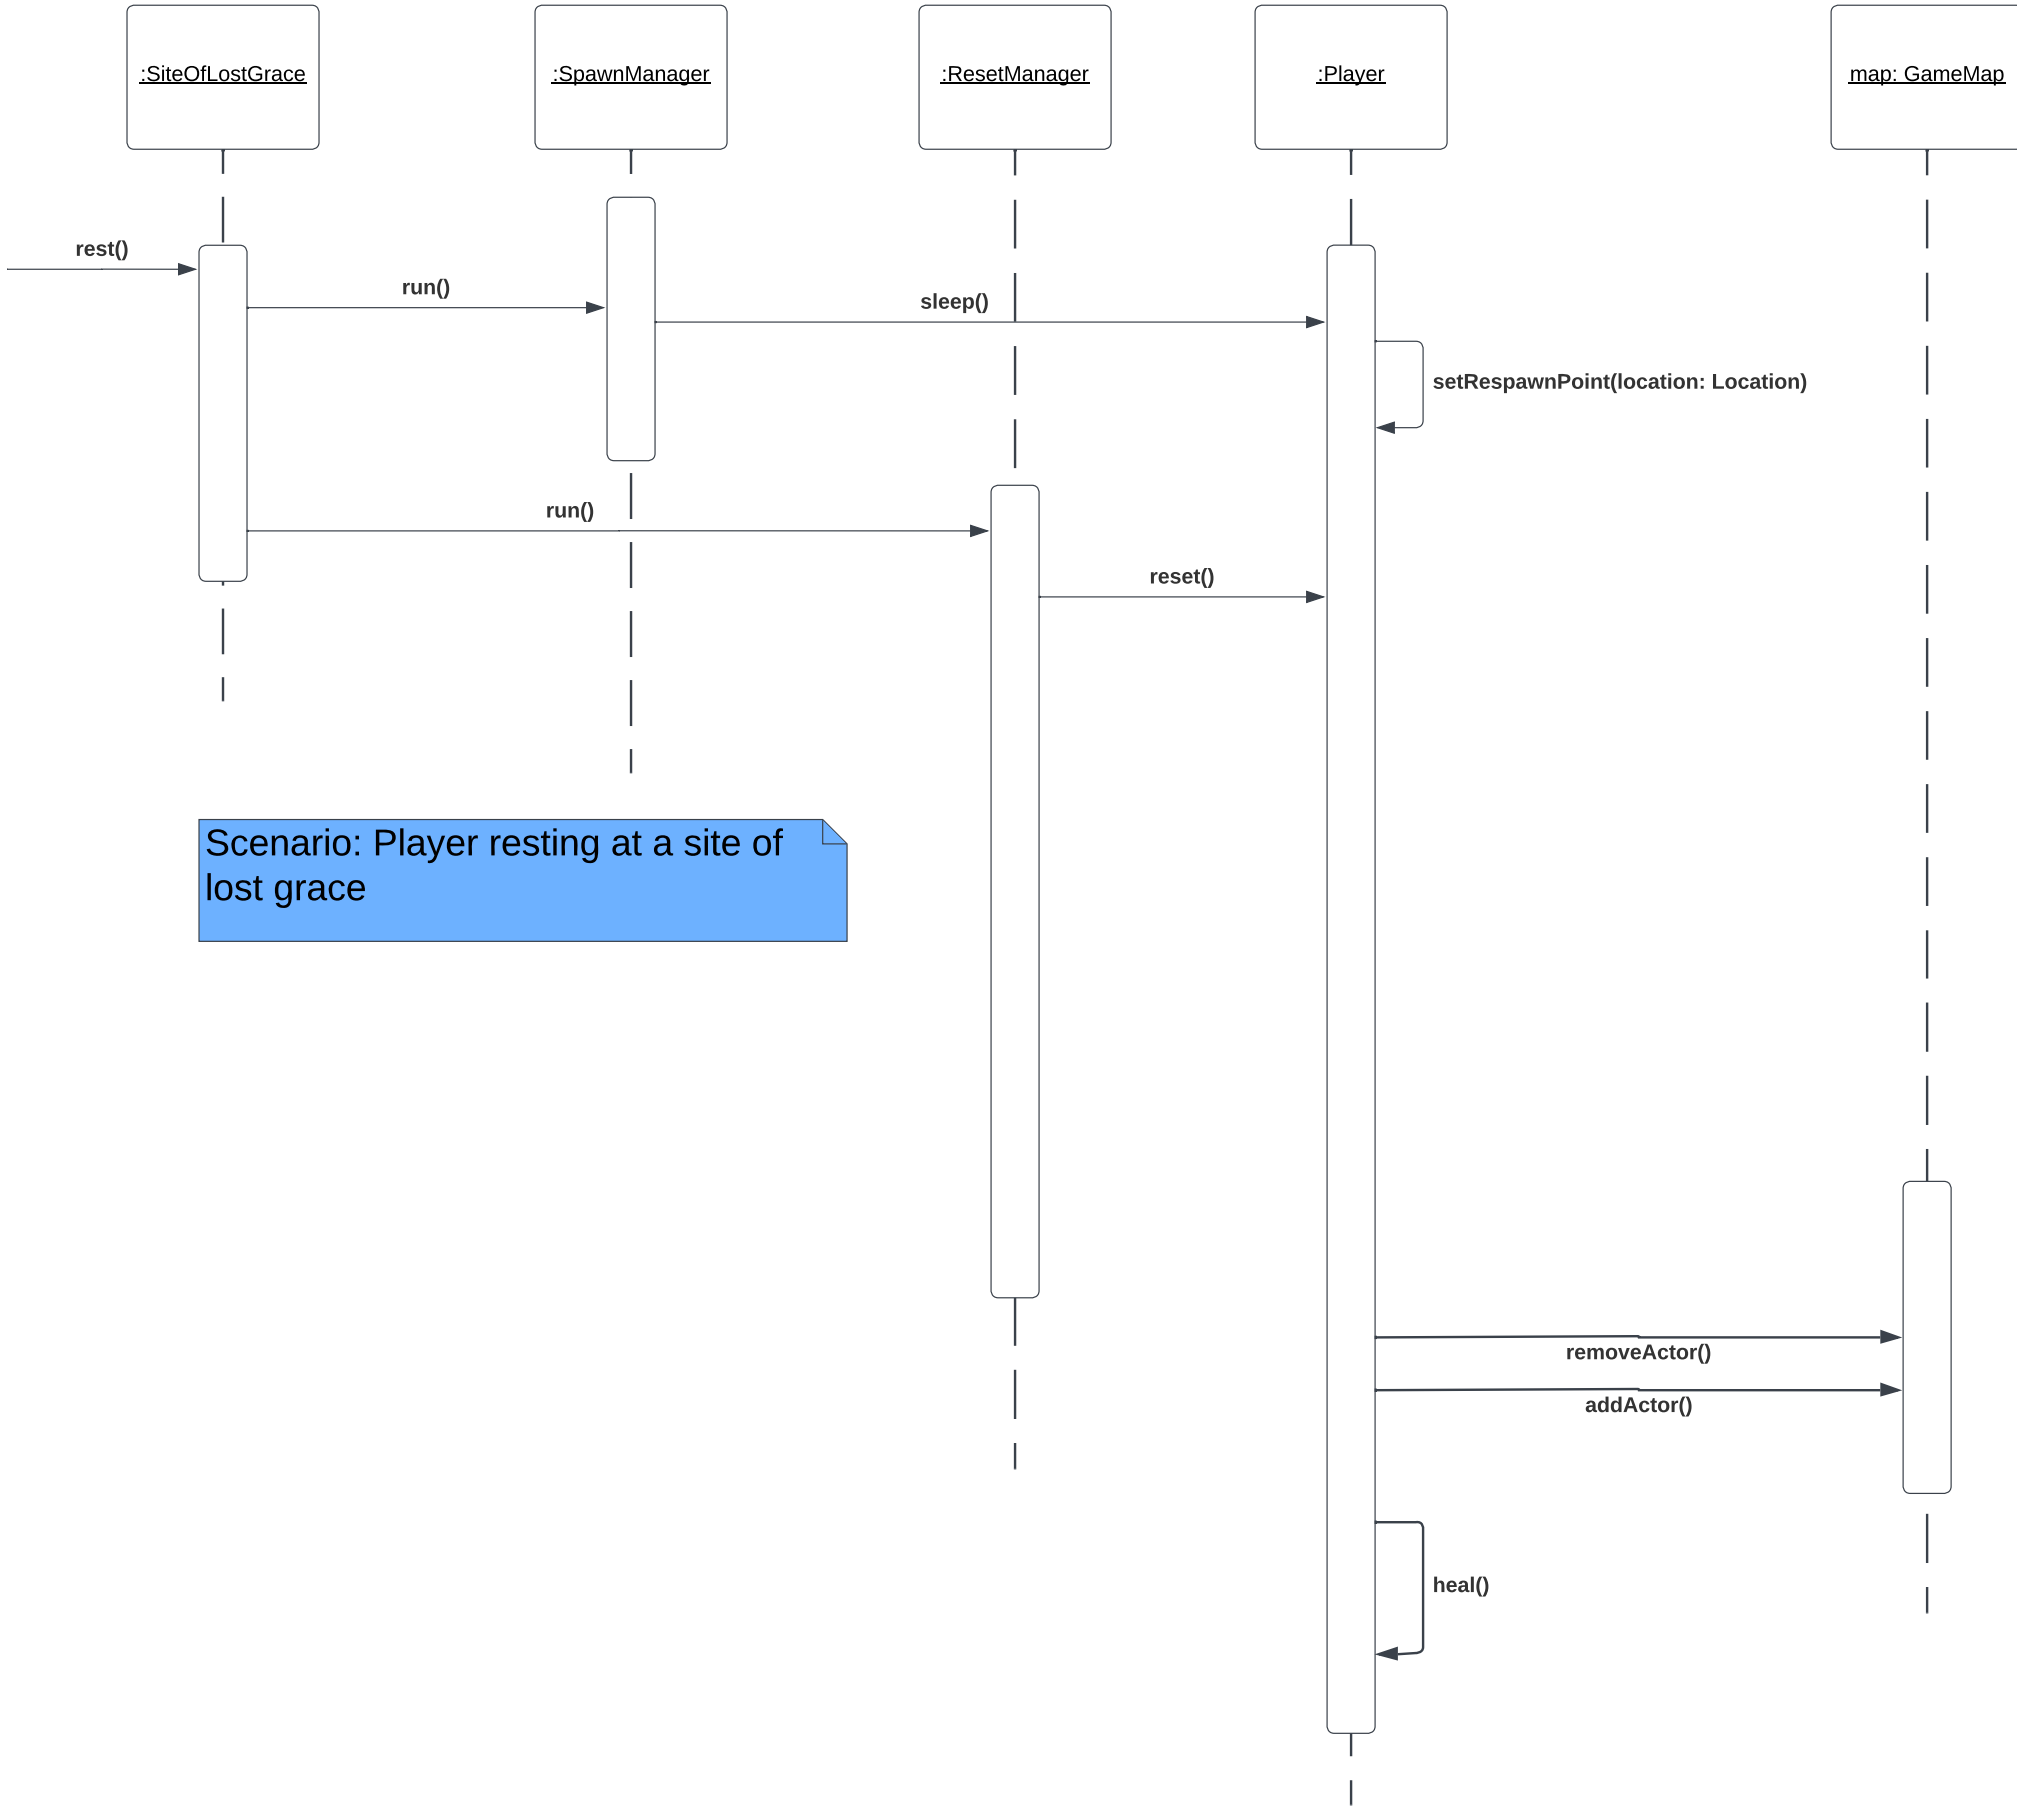 :SiteOfLostGrace
:SpawnManager
:ResetManager
:Player
map: GameMap
rest()
run()
sleep()
setRespawnPoint(location: Location)
run()
reset()
Scenario: Player resting at a site of
lost grace
removeActor()
addActor()
heal()